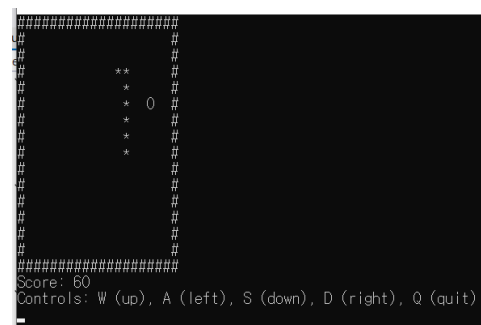 ####################
#                  #
#                  #
#           **     #
#            *     #
#            *  O  #
#            *     #
#            *     #
#            *     #
#                  #
#                  #
#                  #
#                  #
#                  #
#                  #
####################
Score: 60
Controls: W (up), A (left), S (down), D (right), Q (quit)